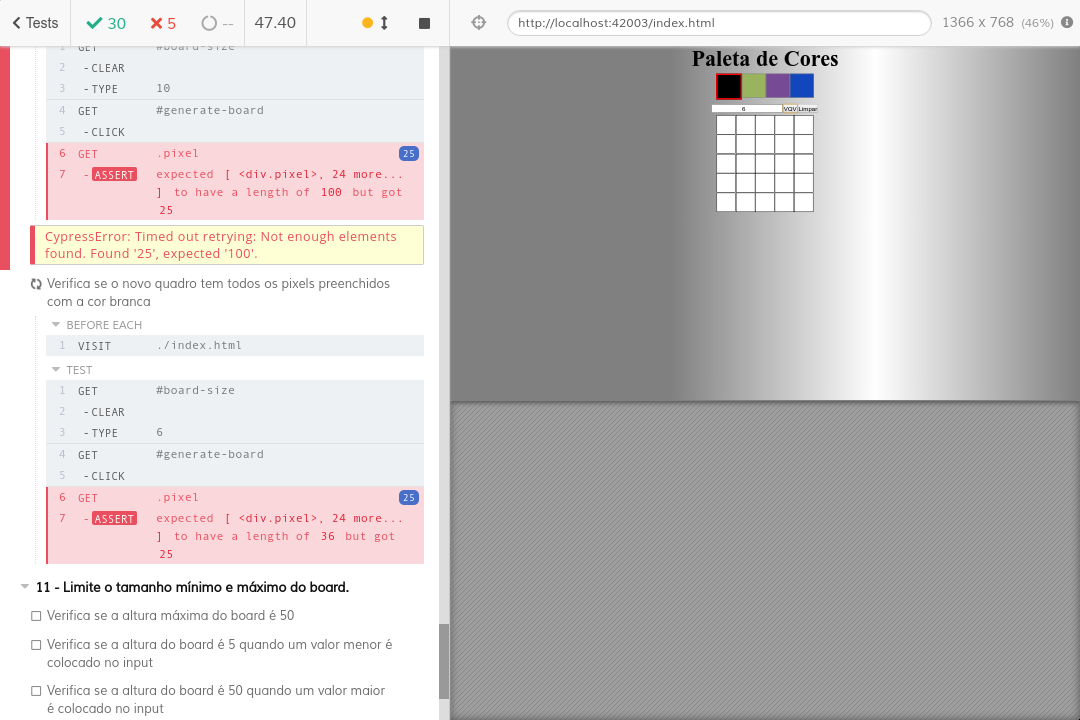 Tests 30 5 -- 47.40 http://localhost:42003/index.html 1366 x 768 (46%)
1 GET #board-size
2 -CLEAR
3 -TYPE 10
4 GET #generate-board
5 -CLICK
6 GET .pixel 25
7 -ASSERT expected [ <div.pixel>, 24 more...
] to have a length of 100 but got
25
CypressError: Timed out retrying: Not enough elements
found. Found '25', expected '100'.
Verifica se o novo quadro tem todos os pixels preenchidos
com a cor branca
BEFORE EACH
1 VISIT ./index.html
TEST
1 GET #board-size
2 -CLEAR
3 -TYPE 6
4 GET #generate-board
5 -CLICK
6 GET .pixel 25
7 -ASSERT expected [ <div.pixel>, 24 more...
] to have a length of 36 but got
25
11 - Limite o tamanho mínimo e máximo do board.
Verifica se a altura máxima do board é 50
Verifica se a altura do board é 5 quando um valor menor é
colocado no input
Verifica se a altura do board é 50 quando um valor maior
é colocado no input
Paleta de Cores
6 VQV Limpar